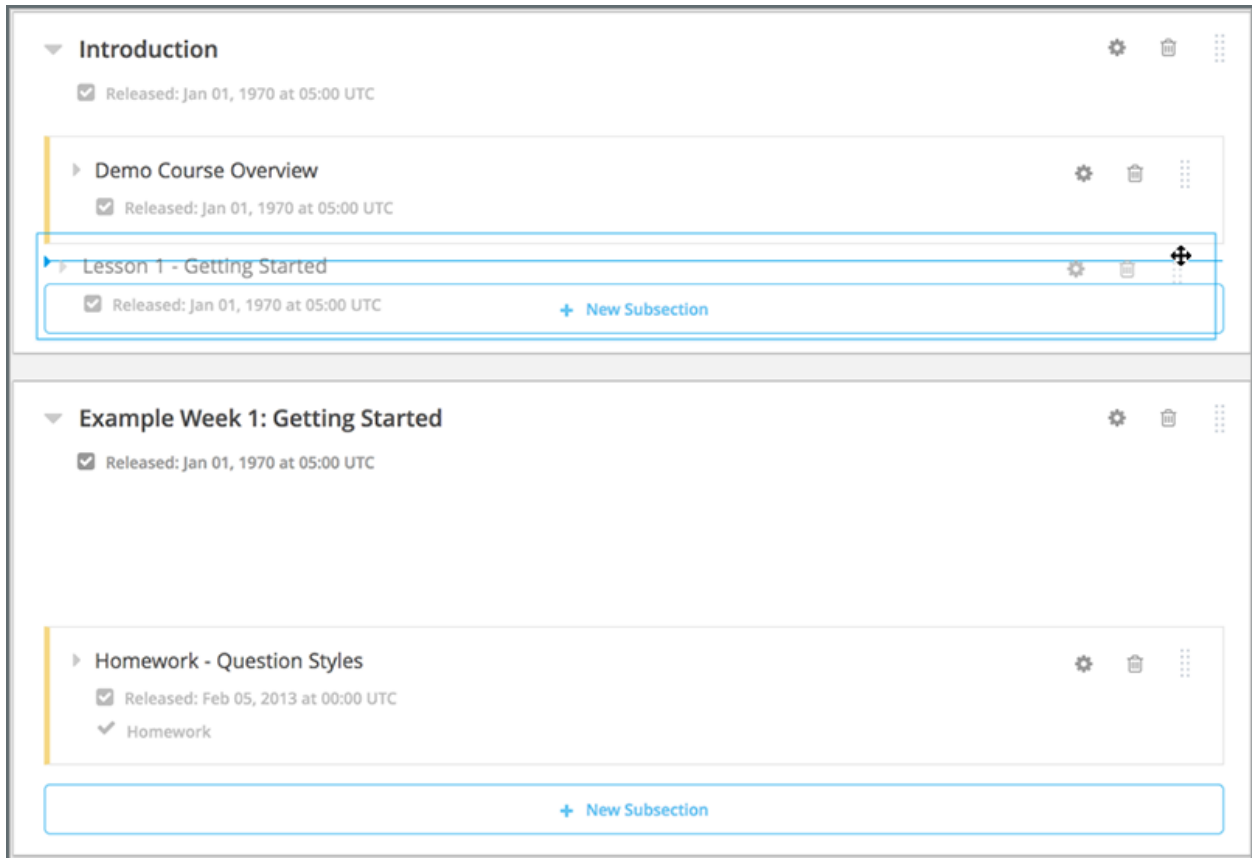 Introduction
Released: Jan 01, 1970 at 05:00 UTC
Demo Course Overview
Released: Jan 01, 1970 at 05:00 UTC
Lesson 1 - Getting Started
Released: Jan 01, 1970 at 05:00 UTC
+ New Subsection
Example Week 1: Getting Started
Released: Jan 01, 1970 at 05:00 UTC
Homework - Question Styles
Released: Feb 05, 2013 at 00:00 UTC
Homework
+ New Subsection